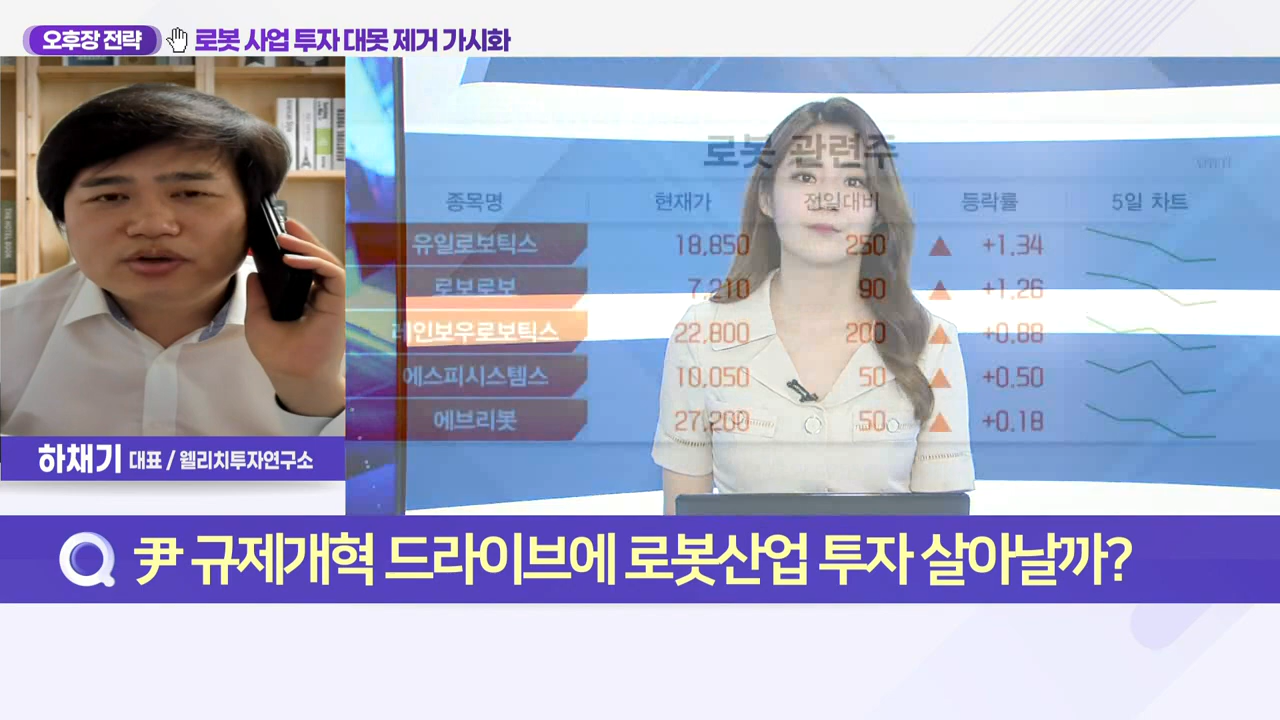 오후장 전략 로봇 사업 투자 대못 제거 가시화
로봇 관련주
종목명 현재가 전일대비 등락률 5일 차트
유일로보틱스 18,850 250 ▲ +1.34
로보로보 7,210 90 ▲ +1.26
레인보우로보틱스 22,800 200 ▲ +0.88
에스피시스템스 10,050 50 ▲ +0.50
에브리봇 27,200 50 ▲ +0.18
하채기 대표 / 웰리치투자연구소
尹 규제개혁 드라이브에 로봇산업 투자 살아날까?